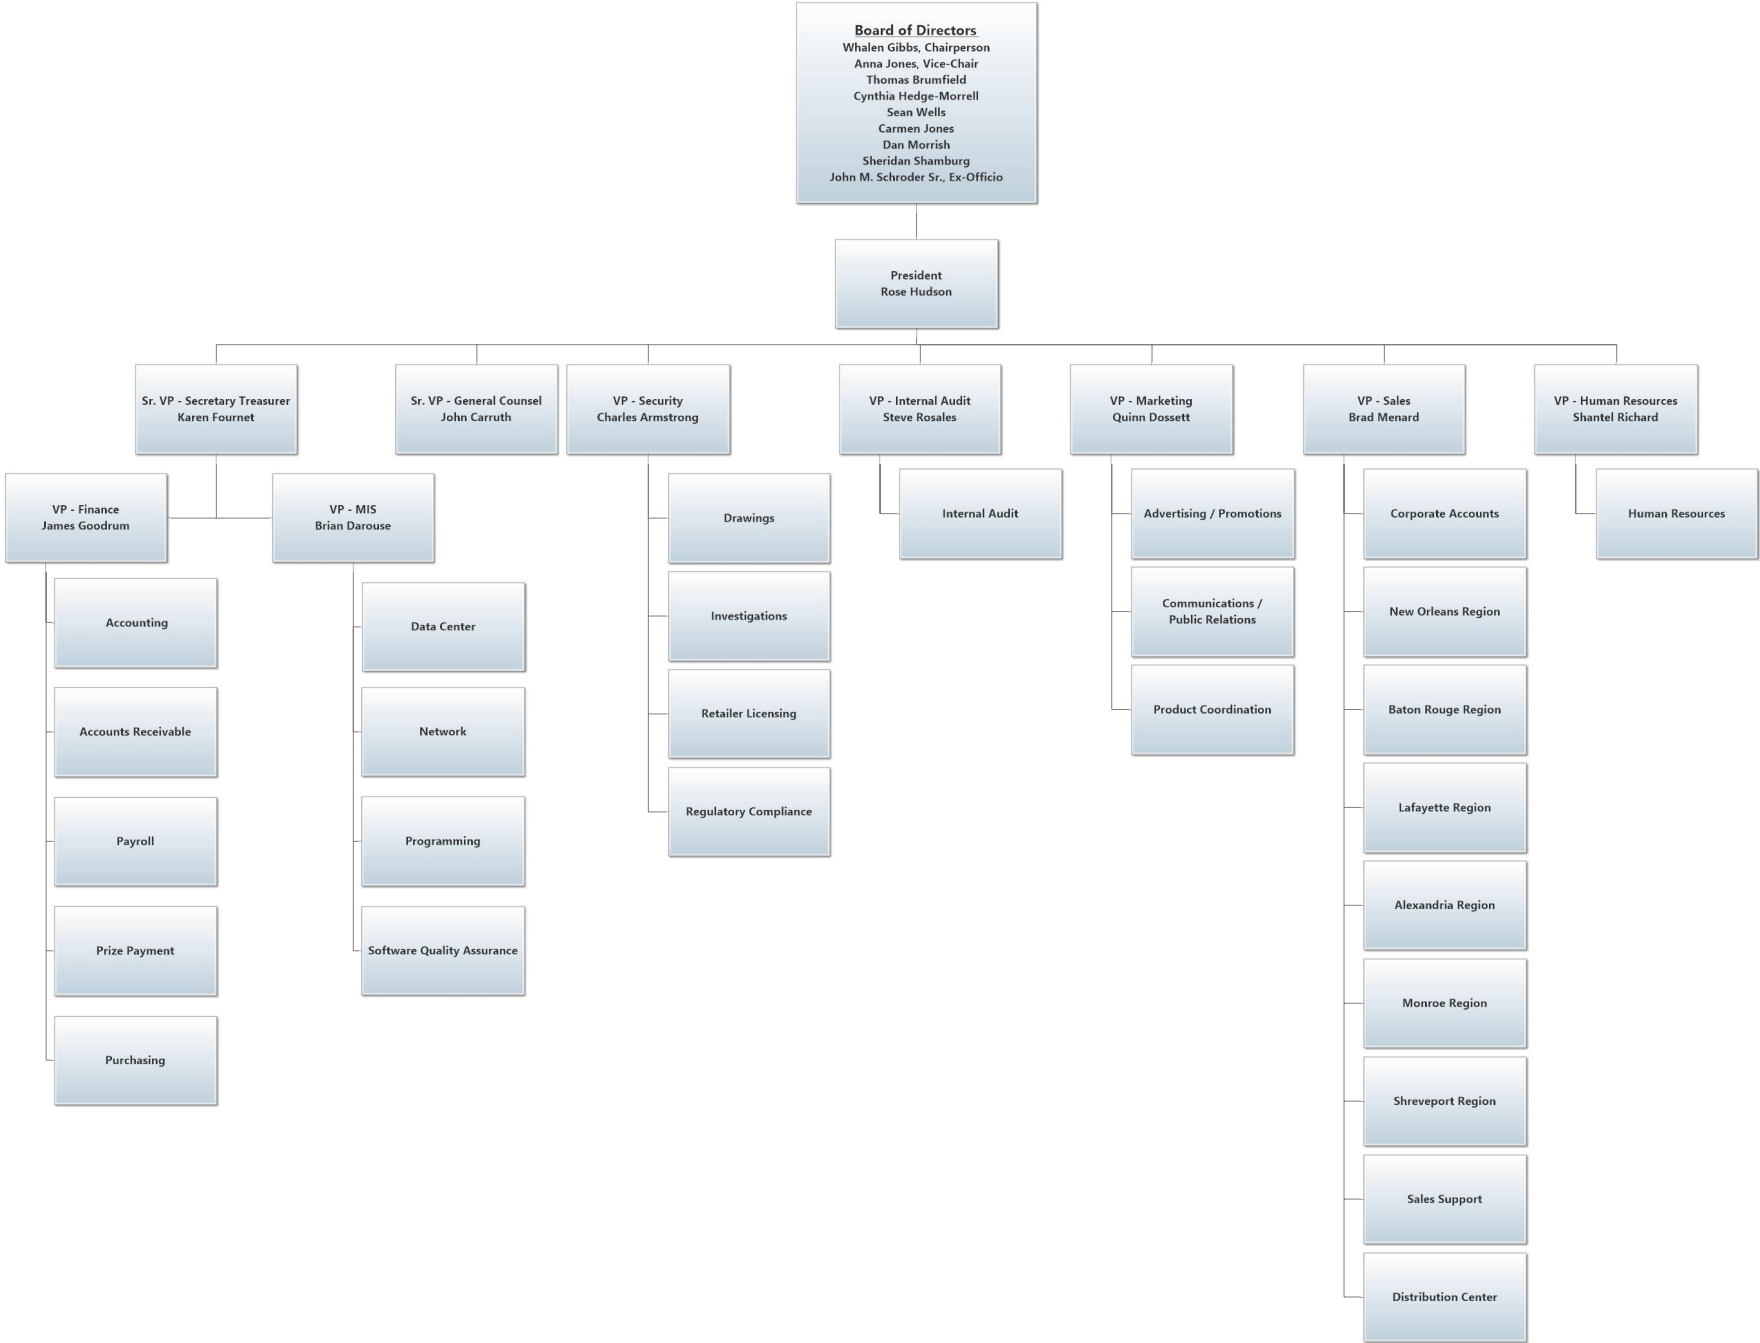 Board of Directors
Whalen Gibbs, Chairperson
Anna Jones, Vice-Chair
Thomas Brumfield
Cynthia Hedge-Morrell
Sean Wells
Carmen Jones
Dan Morrish
Sheridan Shamburg
John M. Schroder Sr., Ex-Officio
President
Rose Hudson
Sr. VP - Secretary Treasurer
Karen Fournet
Sr. VP - General Counsel
John Carruth
VP - Security
Charles Armstrong
VP - Internal Audit
Steve Rosales
VP - Marketing
Quinn Dossett
VP - Sales
Brad Menard
VP - Human Resources
Shantel Richard
VP - Finance
James Goodrum
VP - MIS
Brian Darouse
Accounting
Accounts Receivable
Payroll
Prize Payment
Purchasing
Data Center
Network
Programming
Software Quality Assurance
Drawings
Investigations
Retailer Licensing
Regulatory Compliance
Internal Audit
Advertising / Promotions
Communications /
Public Relations
Product Coordination
Corporate Accounts
New Orleans Region
Baton Rouge Region
Lafayette Region
Alexandria Region
Monroe Region
Shreveport Region
Sales Support
Distribution Center
Human Resources